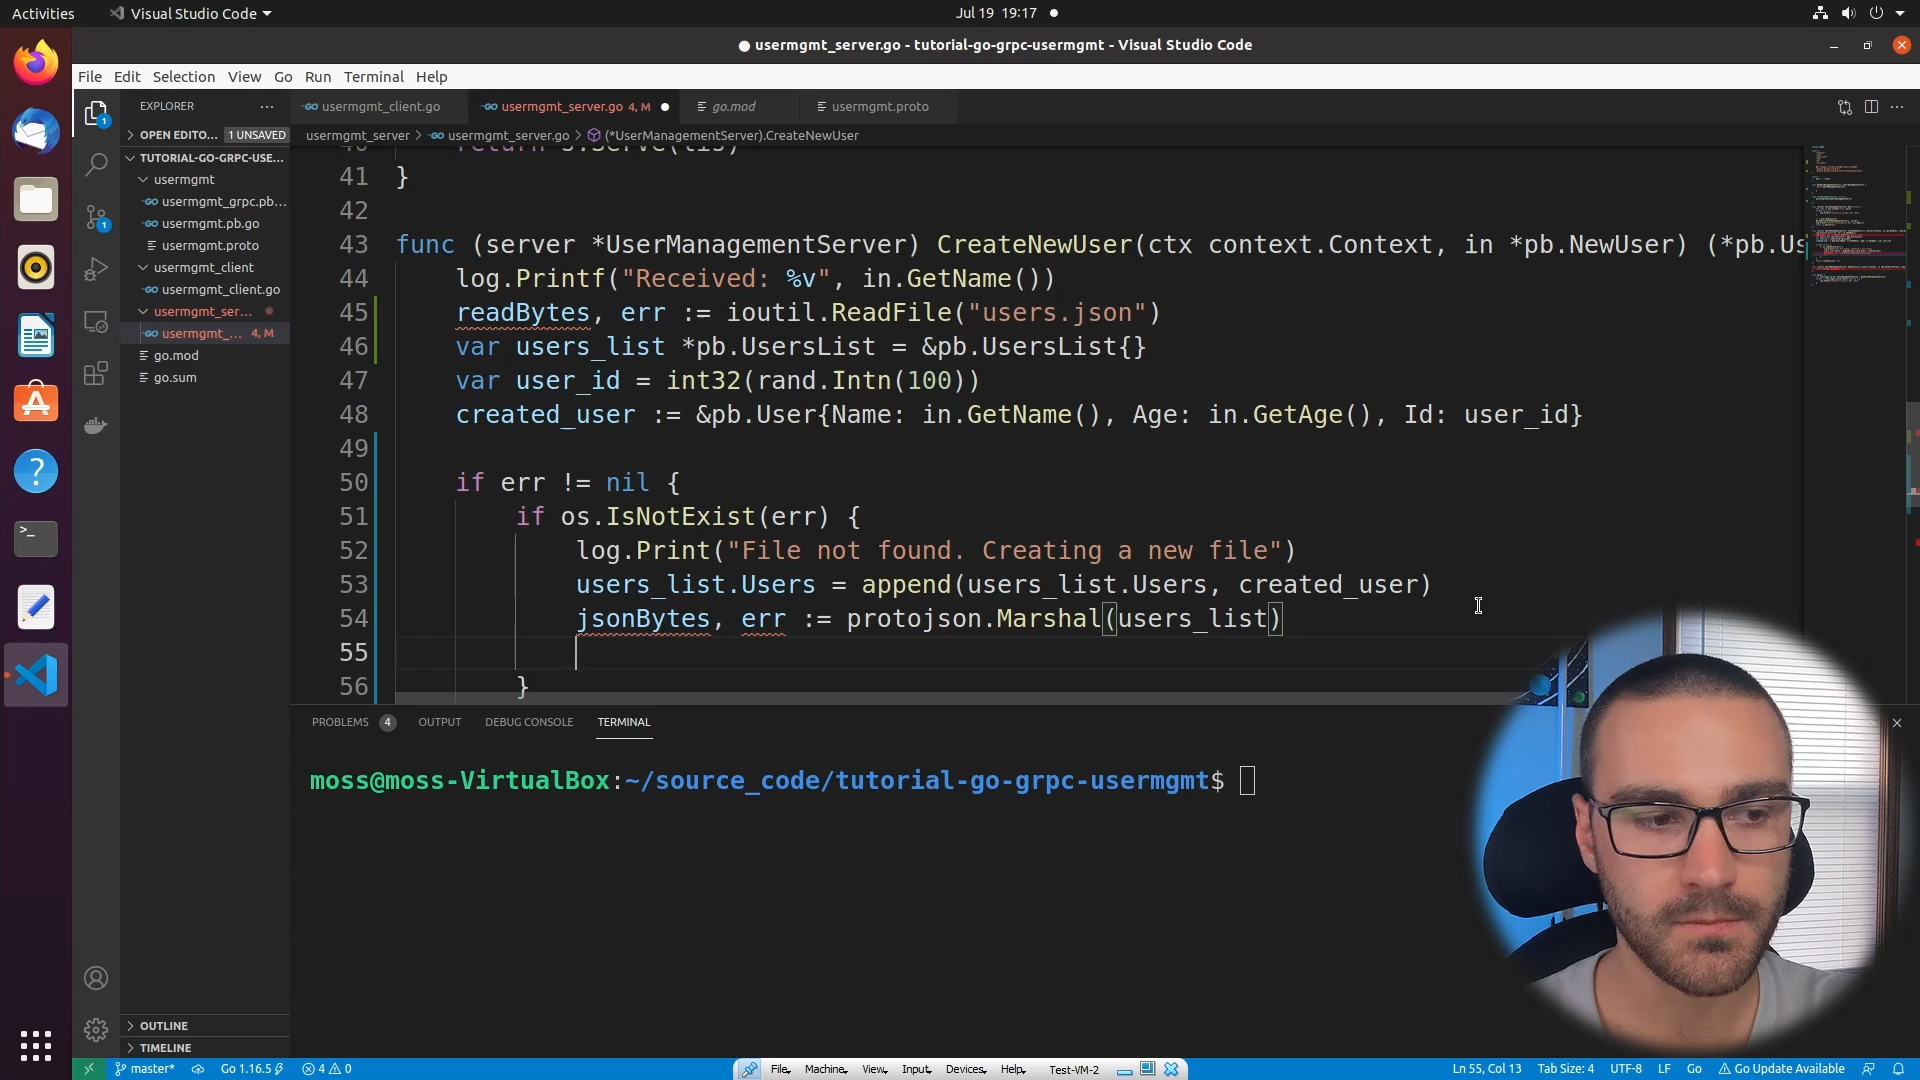 Activities
Visual Studio Code
Jul 19 19:17
usermgmt_server.go - tutorial-go-grpc-usermgmt - Visual Studio Code
File Edit Selection View Go Run Terminal Help
EXPLORER
usermgmt_client.go
usermgmt_server.go 4, M
go.mod
usermgmt.proto
OPEN EDITO... 1 UNSAVED
usermgmt_server > usermgmt_server.go > (*UserManagementServer).CreateNewUser
TUTORIAL-GO-GRPC-USE...
usermgmt
usermgmt_grpc.pb...
usermgmt.pb.go
usermgmt.proto
usermgmt_client
usermgmt_client.go
usermgmt_ser...
usermgmt_... 4, M
go.mod
go.sum
OUTLINE
TIMELINE
40 return s.Serve(lis)
41 }
42
43 func (server *UserManagementServer) CreateNewUser(ctx context.Context, in *pb.NewUser) (*pb.Us
44 log.Printf("Received: %v", in.GetName())
45 readBytes, err := ioutil.ReadFile("users.json")
46 var users_list *pb.UsersList = &pb.UsersList{}
47 var user_id = int32(rand.Intn(100))
48 created_user := &pb.User{Name: in.GetName(), Age: in.GetAge(), Id: user_id}
49
50 if err != nil {
51 if os.IsNotExist(err) {
52 log.Print("File not found. Creating a new file")
53 users_list.Users = append(users_list.Users, created_user)
54 jsonBytes, err := protojson.Marshal(users_list)
55
56 }
PROBLEMS 4 OUTPUT DEBUG CONSOLE TERMINAL
moss@moss-VirtualBox:~/source_code/tutorial-go-grpc-usermgmt$
master* Go 1.16.5 4 0
File Machine View Input Devices Help Test-VM-2
Ln 55, Col 13 Tab Size: 4 UTF-8 LF Go Go Update Available